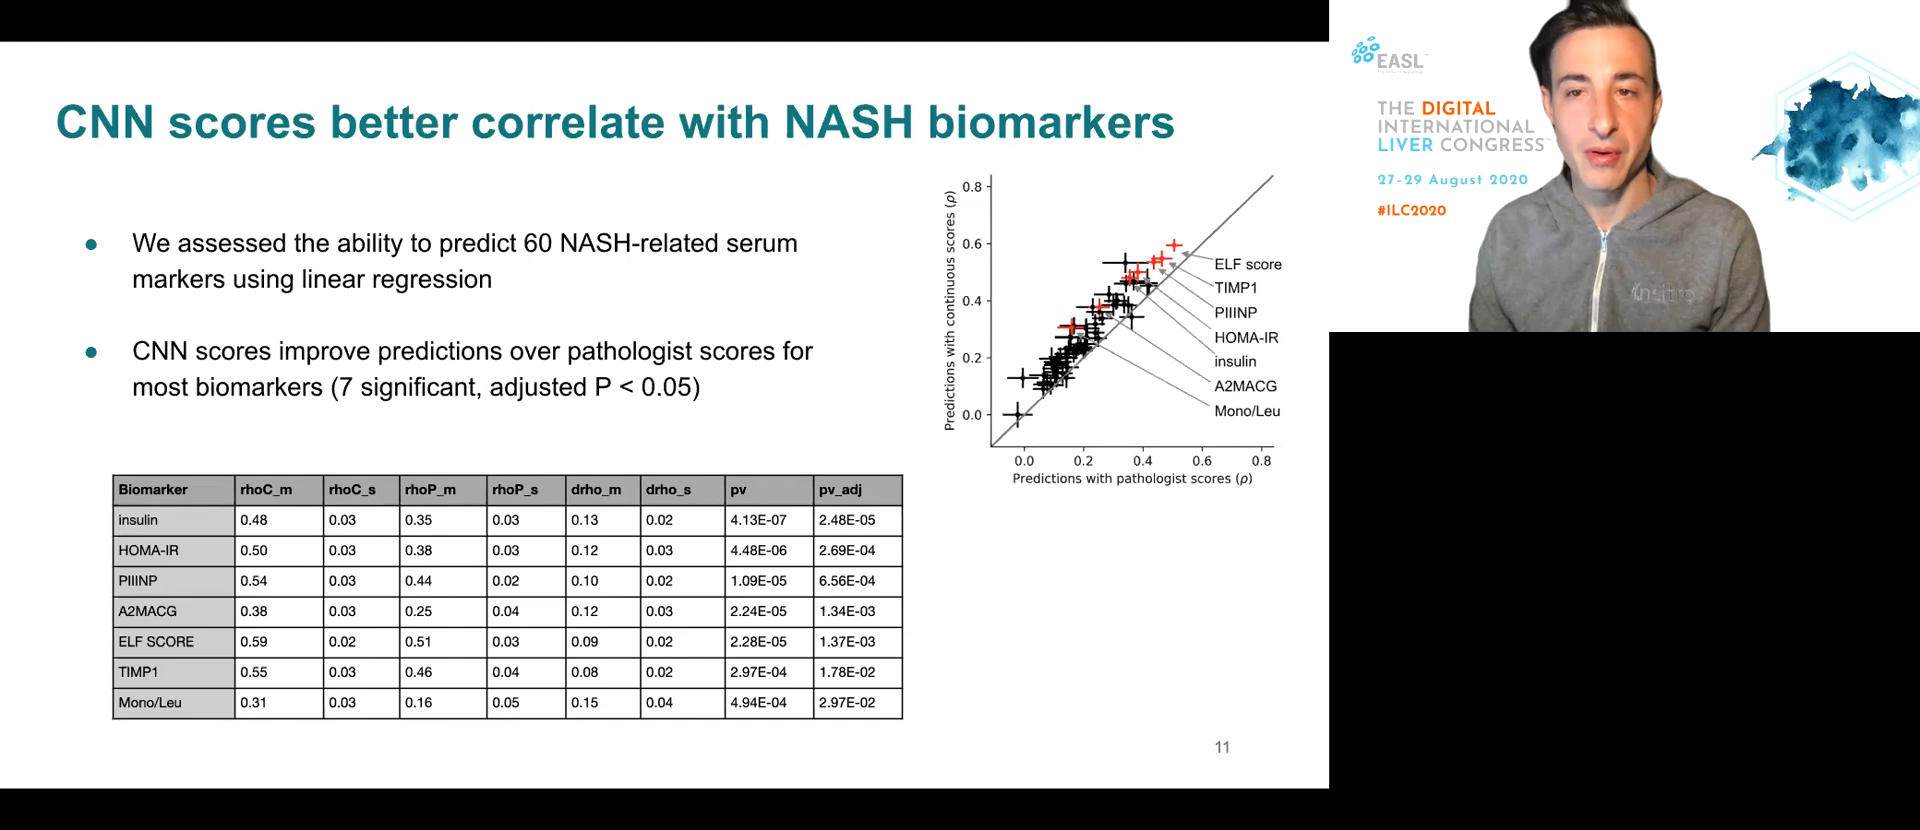 CNN scores better correlate with NASH biomarkers
We assessed the ability to predict 60 NASH-related serum
markers using linear regression
CNN scores improve predictions over pathologist scores for
most biomarkers (7 significant, adjusted P < 0.05)
Biomarker rhoC_m rhoC_s rhoP_m rhoP_s drho_m drho_s pv pv_adj
insulin 0.48 0.03 0.35 0.03 0.13 0.02 4.13E-07 2.48E-05
HOMA-IR 0.50 0.03 0.38 0.03 0.12 0.03 4.48E-06 2.69E-04
PIIINP 0.54 0.03 0.44 0.02 0.10 0.02 1.09E-05 6.56E-04
A2MACG 0.38 0.03 0.25 0.04 0.12 0.03 2.24E-05 1.34E-03
ELF SCORE 0.59 0.02 0.51 0.03 0.09 0.02 2.28E-05 1.37E-03
TIMP1 0.55 0.03 0.46 0.04 0.08 0.02 2.97E-04 1.78E-02
Mono/Leu 0.31 0.03 0.16 0.05 0.15 0.04 4.94E-04 2.97E-02
Predictions with continuous scores (ρ)
0.8
0.6
0.4
0.2
0.0
0.0 0.2 0.4 0.6 0.8
Predictions with pathologist scores (ρ)
ELF score
TIMP1
PIIINP
HOMA-IR
insulin
A2MACG
Mono/Leu
11
EASL
THE DIGITAL
INTERNATIONAL
LIVER CONGRESS
27-29 August 2020
#ILC2020
insitro